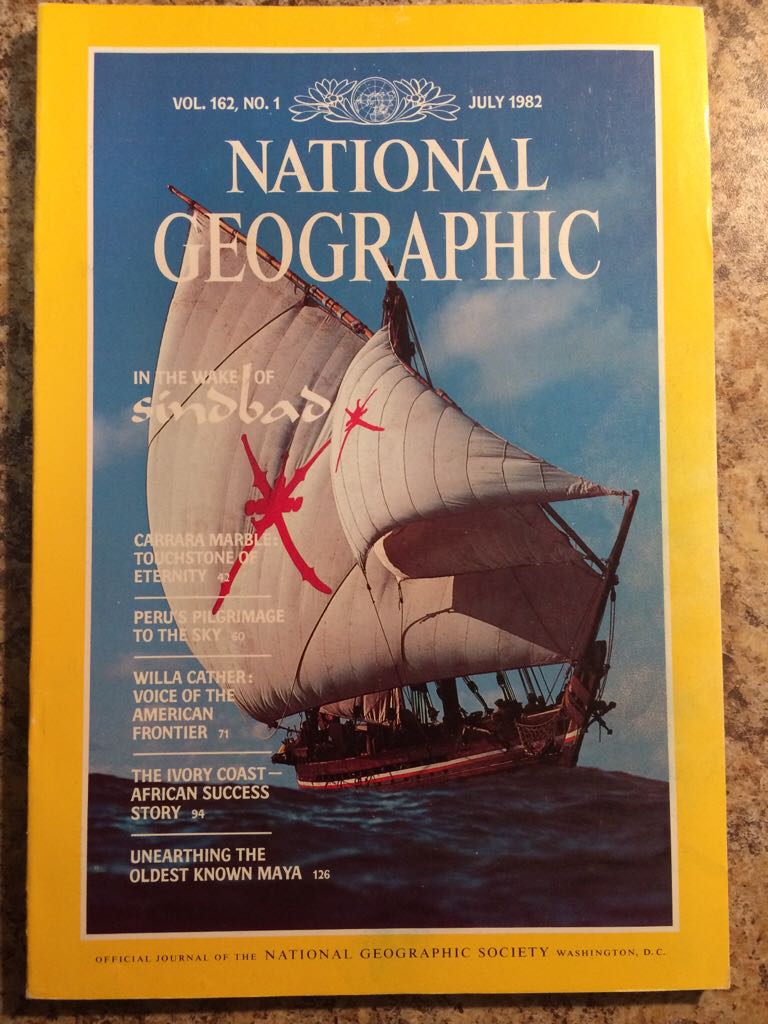 VOL. 162, NO. 1 JULY 1982
NATIONAL
GEOGRAPHIC
IN THE WAKE OF
sindbad
CARRARA MARBLE:
TOUCHSTONE OF
ETERNITY 42
PERU'S PILGRIMAGE
TO THE SKY 60
WILLA CATHER:
VOICE OF THE
AMERICAN
FRONTIER 71
THE IVORY COAST—
AFRICAN SUCCESS
STORY 94
UNEARTHING THE
OLDEST KNOWN MAYA 126
OFFICIAL JOURNAL OF THE NATIONAL GEOGRAPHIC SOCIETY WASHINGTON, D.C.